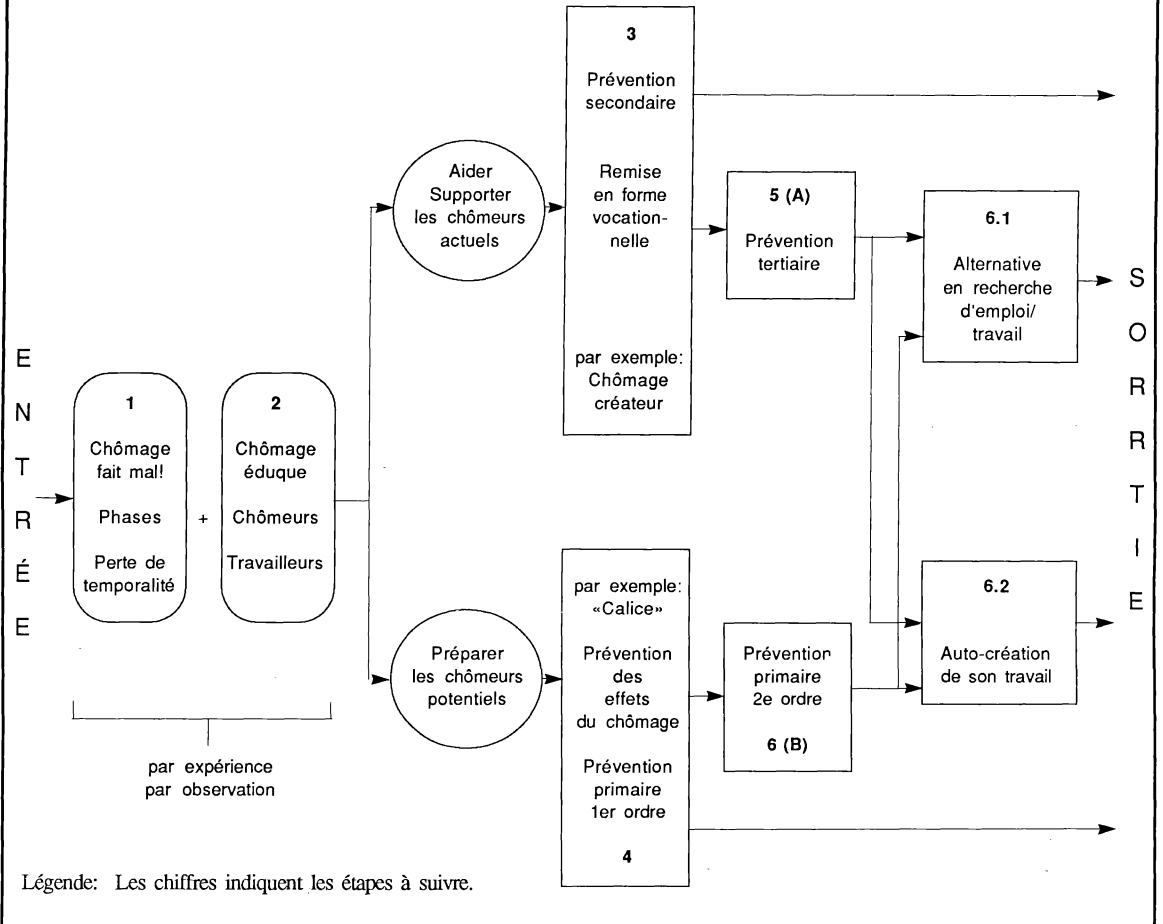 E
N
T
R
É
E
1
Chômage
fait mal!
Phases
Perte de
temporalité
+
2
Chômage
éduque
Chômeurs
Travailleurs
par expérience
par observation
Aider
Supporter
les chômeurs
actuels
Préparer
les chômeurs
potentiels
3
Prévention
secondaire
Remise
en forme
vocation-
nelle
par exemple:
Chômage
créateur
par exemple:
«Calice»
Prévention
des
effets
du chômage
Prévention
primaire
1er ordre
4
5 (A)
Prévention
tertiaire
Prévention
primaire
2e ordre
6 (B)
6.1
Alternative
en recherche
d'emploi/
travail
6.2
Auto-création
de son travail
S
O
R
R
T
I
E
Légende: Les chiffres indiquent les étapes à suivre.